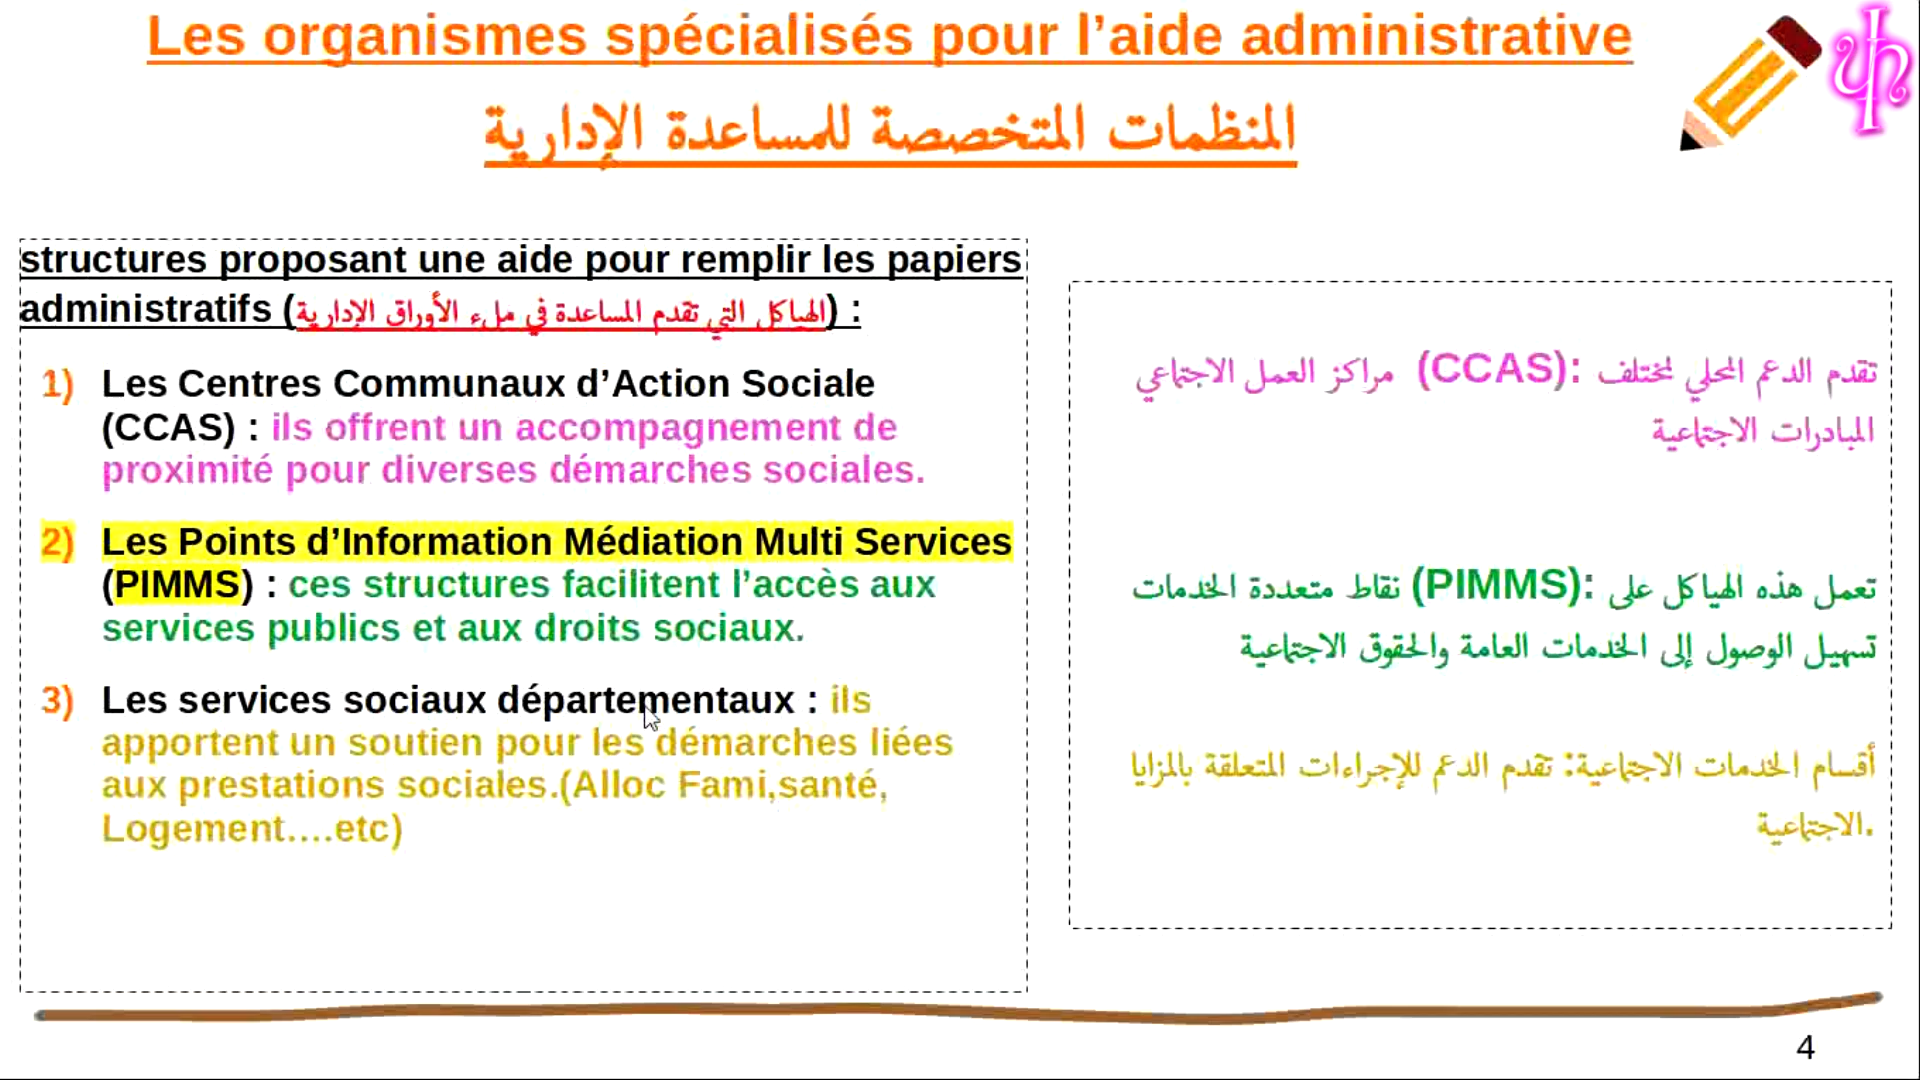 Les organismes spécialisés pour l’aide administrative
المنظمات المتخصصة للمساعدة الإدارية
structures proposant une aide pour remplir les papiers
administratifs (الهياكل التي تقدم المساعدة في ملء الأوراق الإدارية) :
1) Les Centres Communaux d’Action Sociale
(CCAS) : ils offrent un accompagnement de
proximité pour diverses démarches sociales.
2) Les Points d’Information Médiation Multi Services
(PIMMS) : ces structures facilitent l’accès aux
services publics et aux droits sociaux.
3) Les services sociaux départementaux : ils
apportent un soutien pour les démarches liées
aux prestations sociales.(Alloc Fami,santé,
Logement....etc)
مراكز العمل الاجتماعي (CCAS): تقدم الدعم المحلي لمختلف
المبادرات الاجتماعية
نقاط متعددة الخدمات (PIMMS): تعمل هذه الهياكل على
تسهيل الوصول إلى الخدمات العامة والحقوق الاجتماعية
أقسام الخدمات الاجتماعية: تقدم الدعم للإجراءات المتعلقة بالمزايا
الاجتماعية.
4